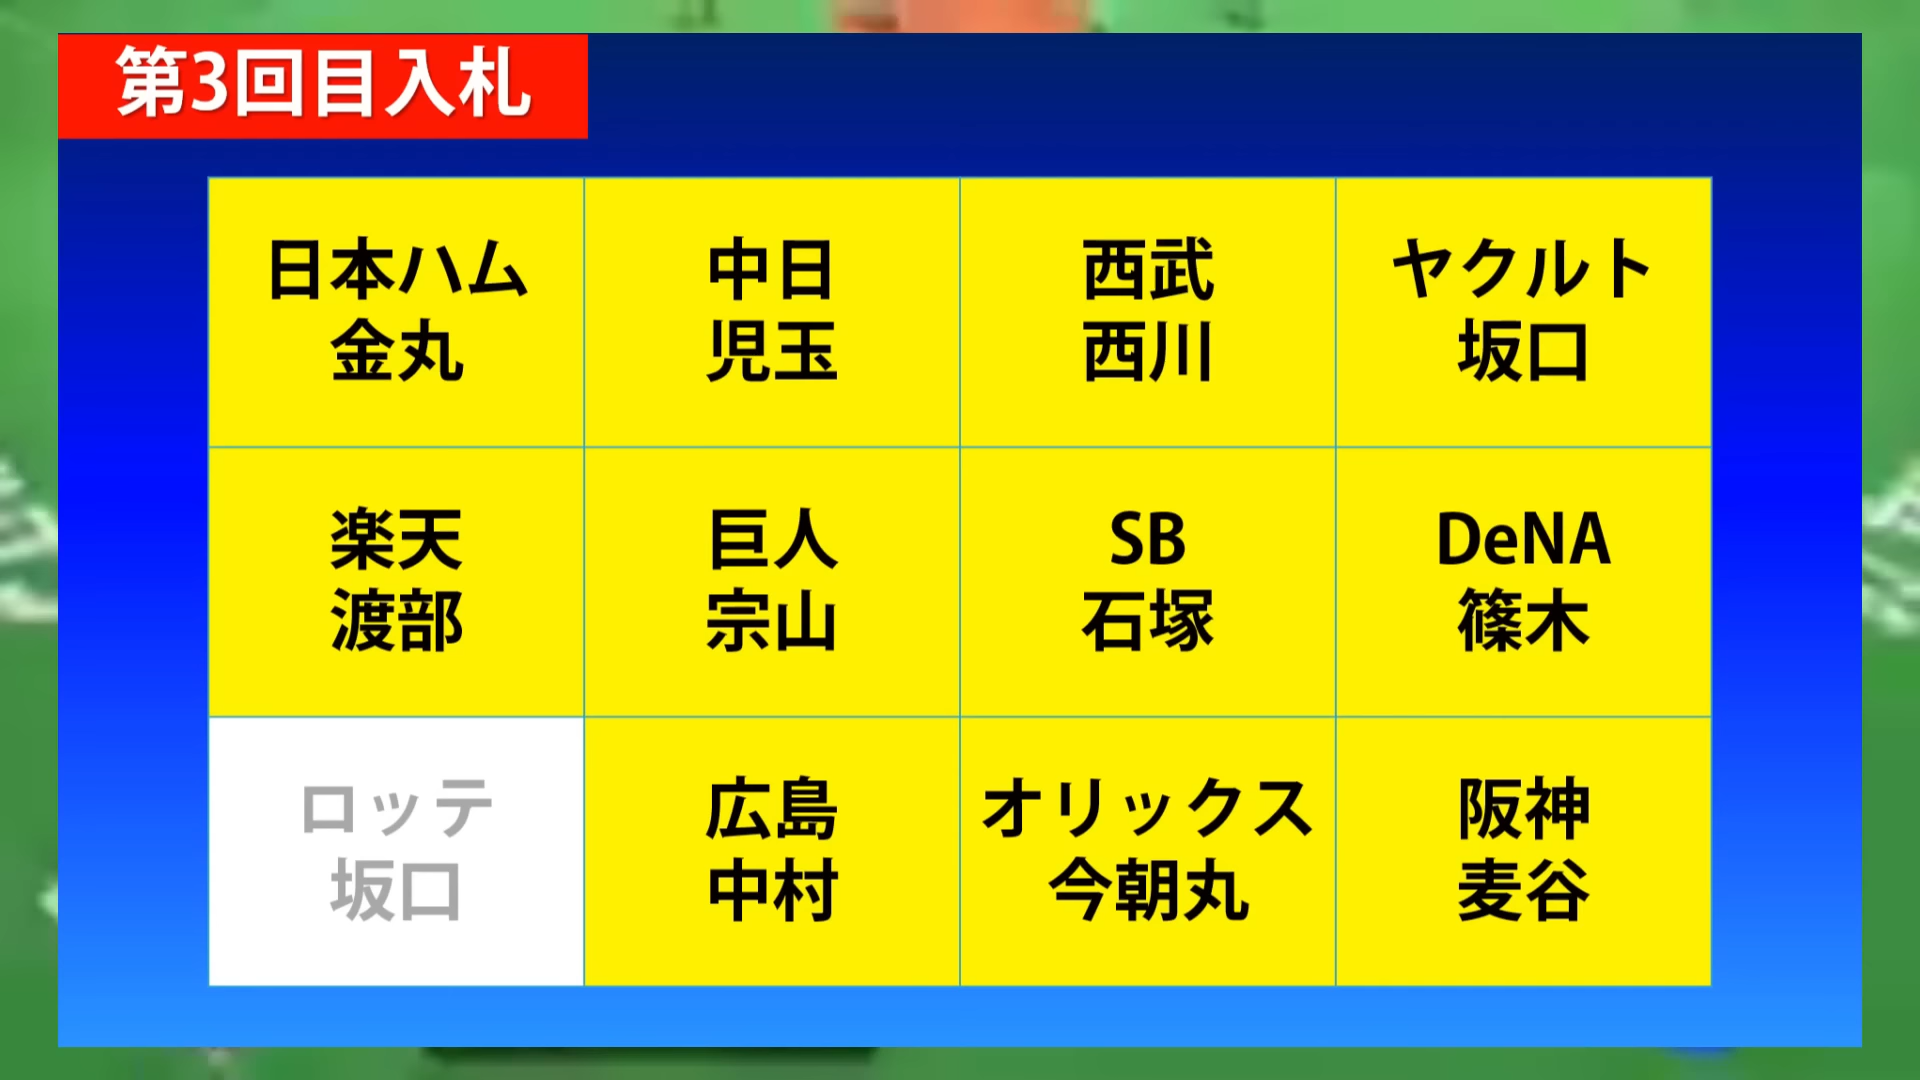 第3回目入札
日本ハム
金丸
中日
児玉
西武
西川
ヤクルト
坂口
楽天
渡部
巨人
宗山
SB
石塚
DeNA
篠木
ロッテ
坂口
広島
中村
オリックス
今朝丸
阪神
麦谷